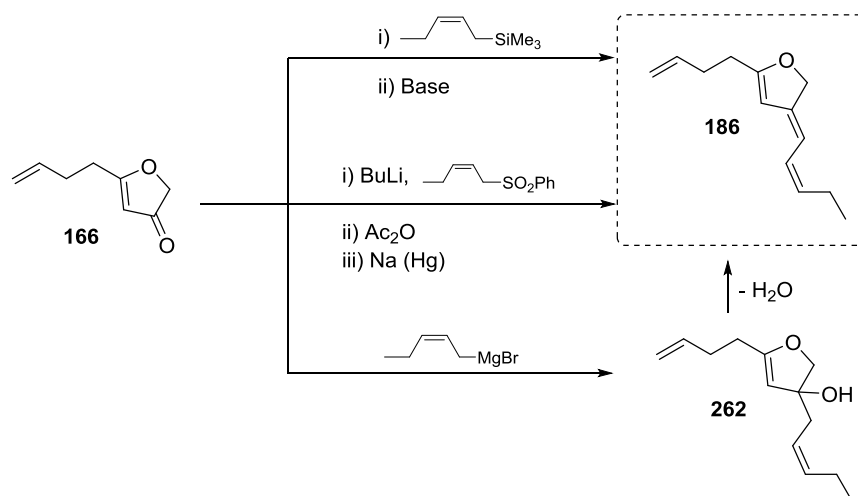 i)
SiMe3
ii) Base
O
186
i) BuLi,
SO2Ph
ii) Ac2O
iii) Na (Hg)
O
166
O
- H2O
MgBr
O
262
OH